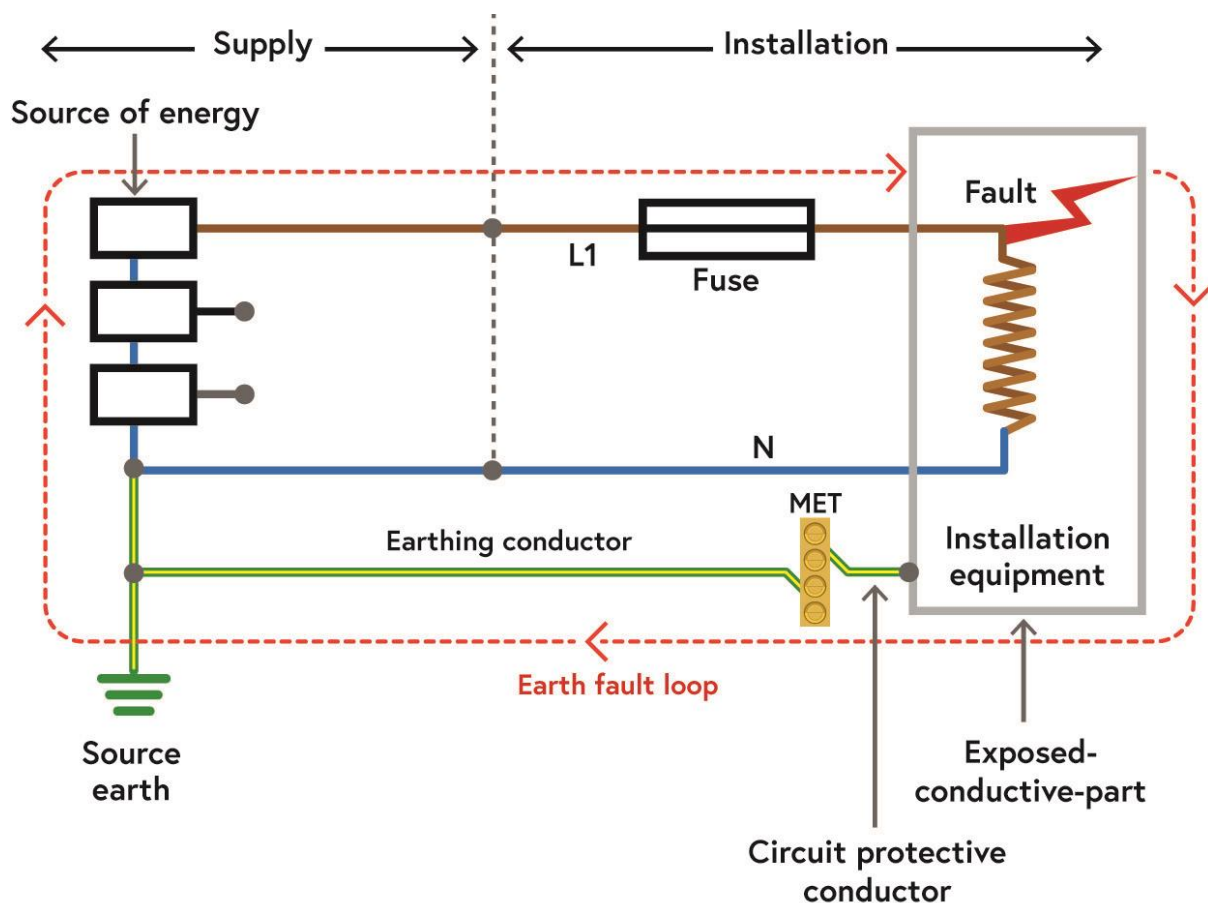 Supply
Installation
Source of energy
Fault
L1
Fuse
N
MET
Earthing conductor
Installation
equipment
Earth fault loop
Source
earth
Exposed-
conductive-part
Circuit protective
conductor